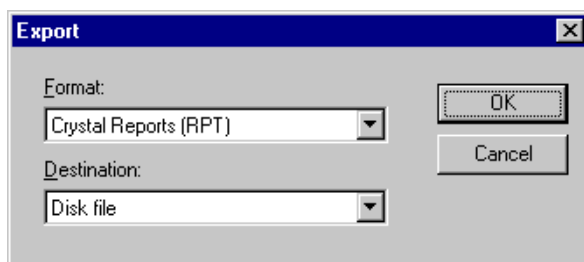 Export
Format:
Crystal Reports (RPT)
OK
Destination:
Cancel
Disk file